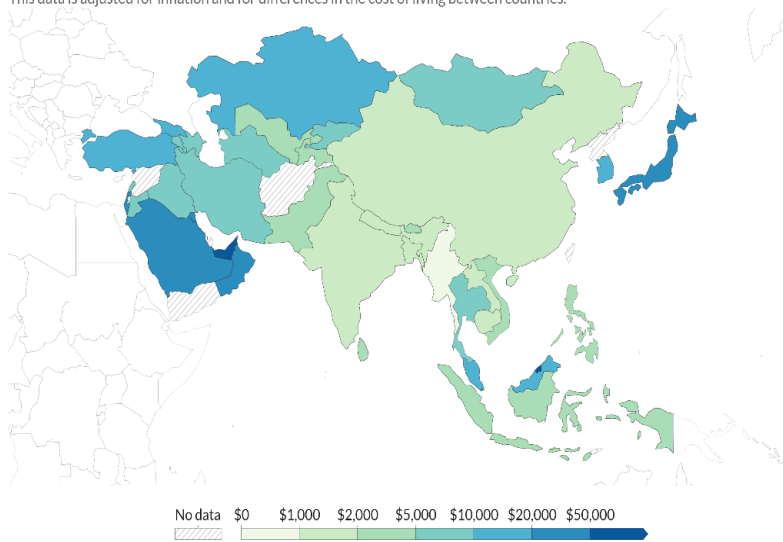 This data is adjusted for inflation and for differences in the cost of living between countries.
No data $0 $1,000 $2,000 $5,000 $10,000 $20,000 $50,000